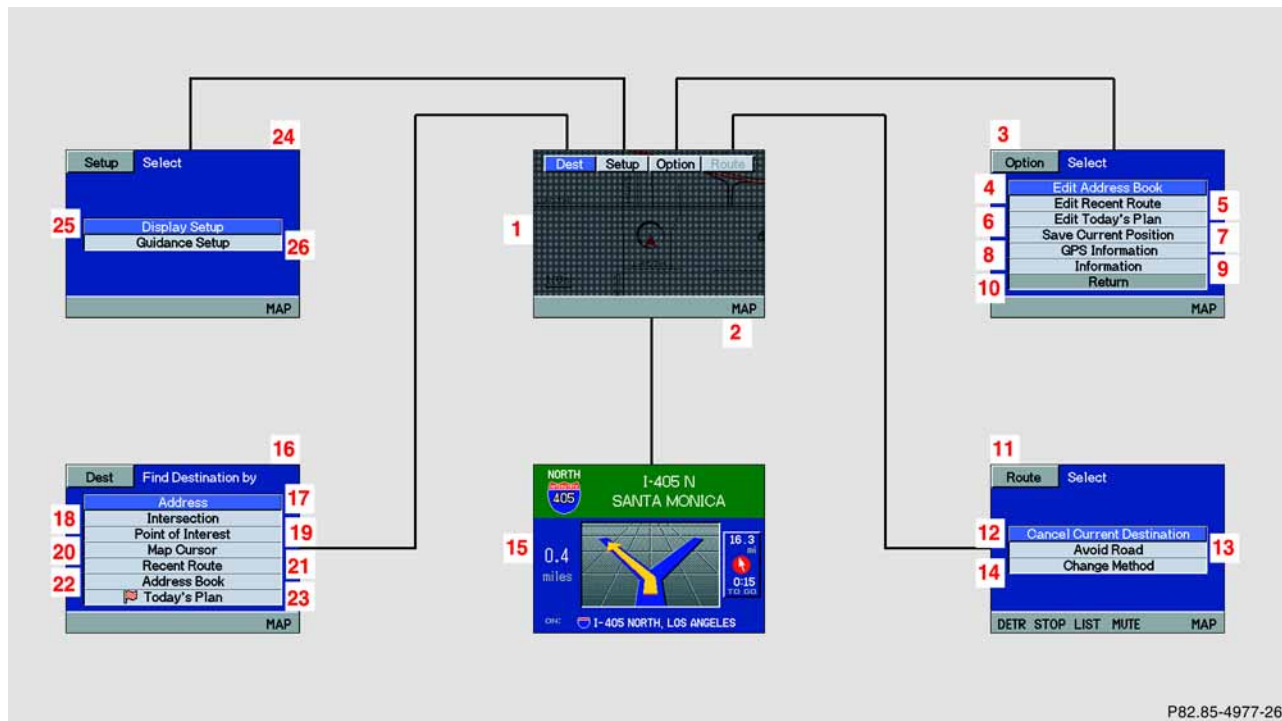 24
Setup Select
25
Display Setup
Guidance Setup
26
MAP
Dest Setup Option Route
1
MAP
2
3
Option Select
4
Edit Address Book
Edit Recent Route
5
6
Edit Today's Plan
Save Current Position
7
8
GPS Information
Information
9
10
Return
MAP
16
Dest Find Destination by
17
Address
18
Intersection
Point of Interest
19
20
Map Cursor
Recent Route
21
22
Address Book
Today's Plan
23
MAP
NORTH
405
I-405 N
SANTA MONICA
15
0.4
miles
16.3
mi
0:15
TO GO
ON:
I-405 NORTH, LOS ANGELES
11
Route Select
12
Cancel Current Destination
Avoid Road
13
14
Change Method
DETR STOP LIST MUTE MAP
P82.85-4977-26